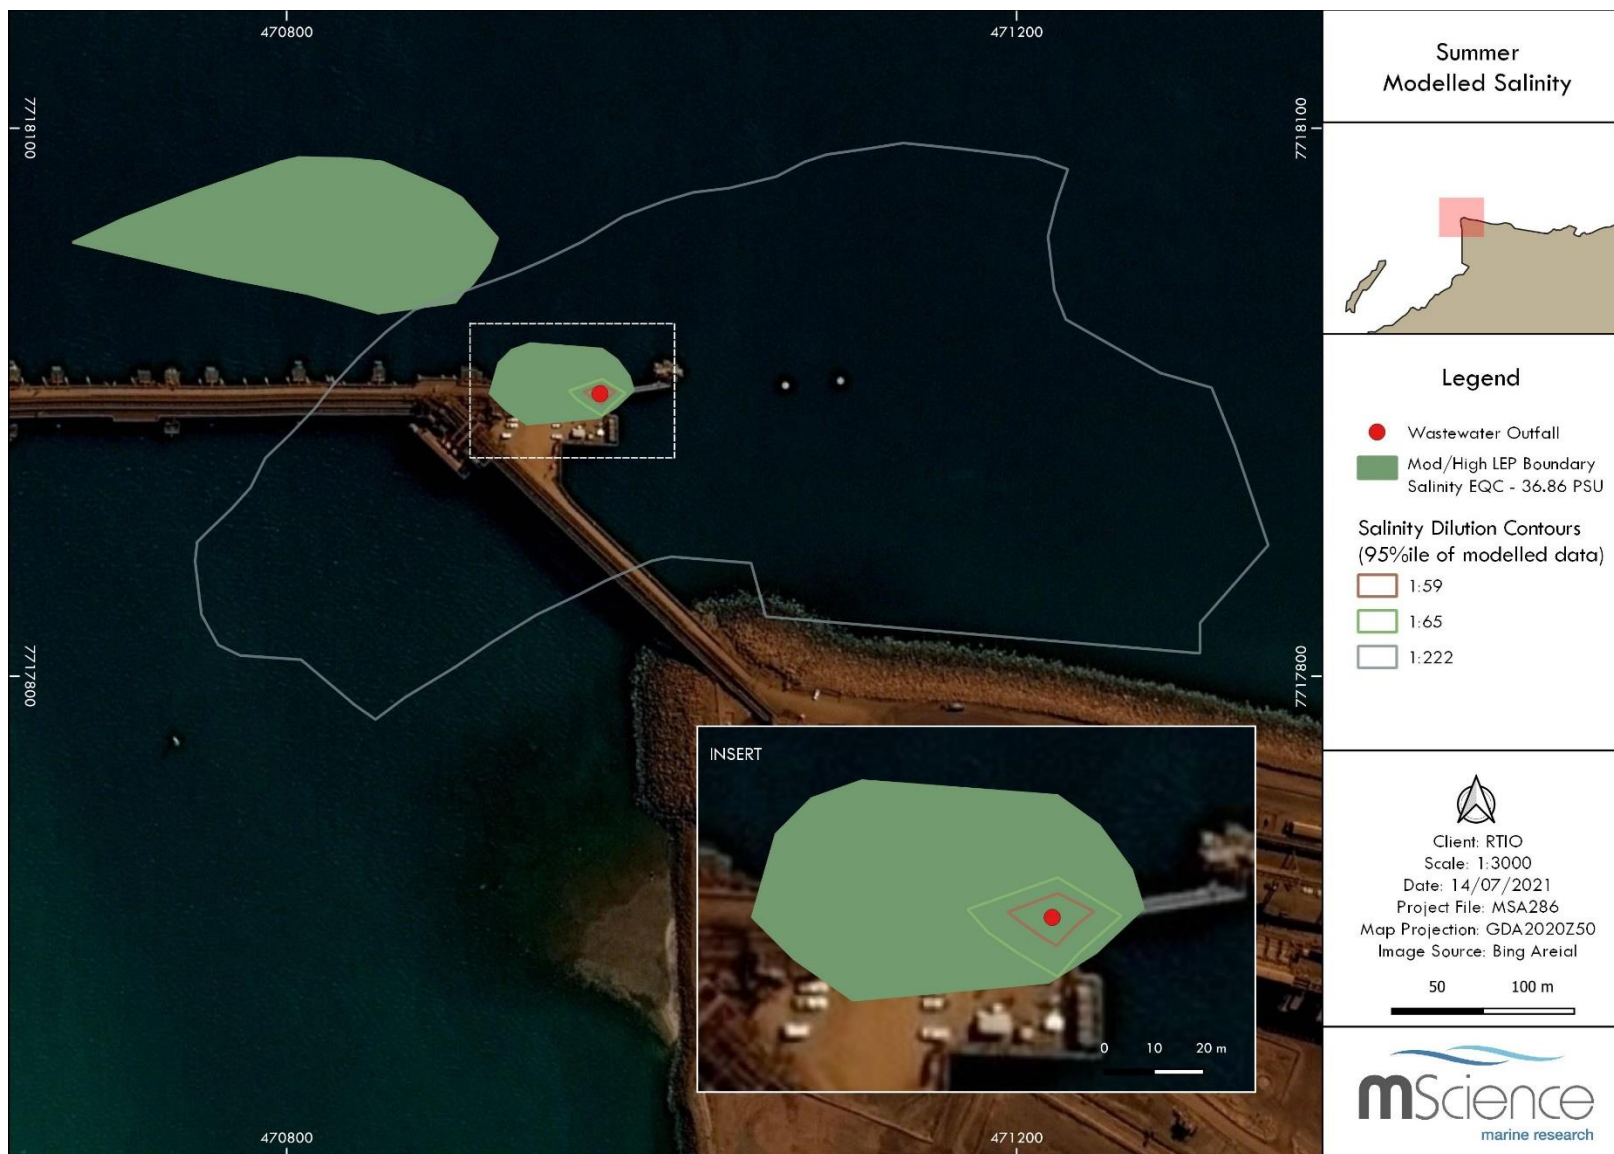 470800
471200
7718100
7718100
7717800
7717800
INSERT
0 10 20 m
470800
471200
Summer
Modelled Salinity
Legend
Wastewater Outfall
Mod/High LEP Boundary
Salinity EQC - 36.86 PSU
Salinity Dilution Contours
(95%ile of modelled data)
1:59
1:65
1:222
Client: RTIO
Scale: 1:3000
Date: 14/07/2021
Project File: MSA286
Map Projection: GDA2020Z50
Image Source: Bing Areial
50 100 m
mScience
marine research